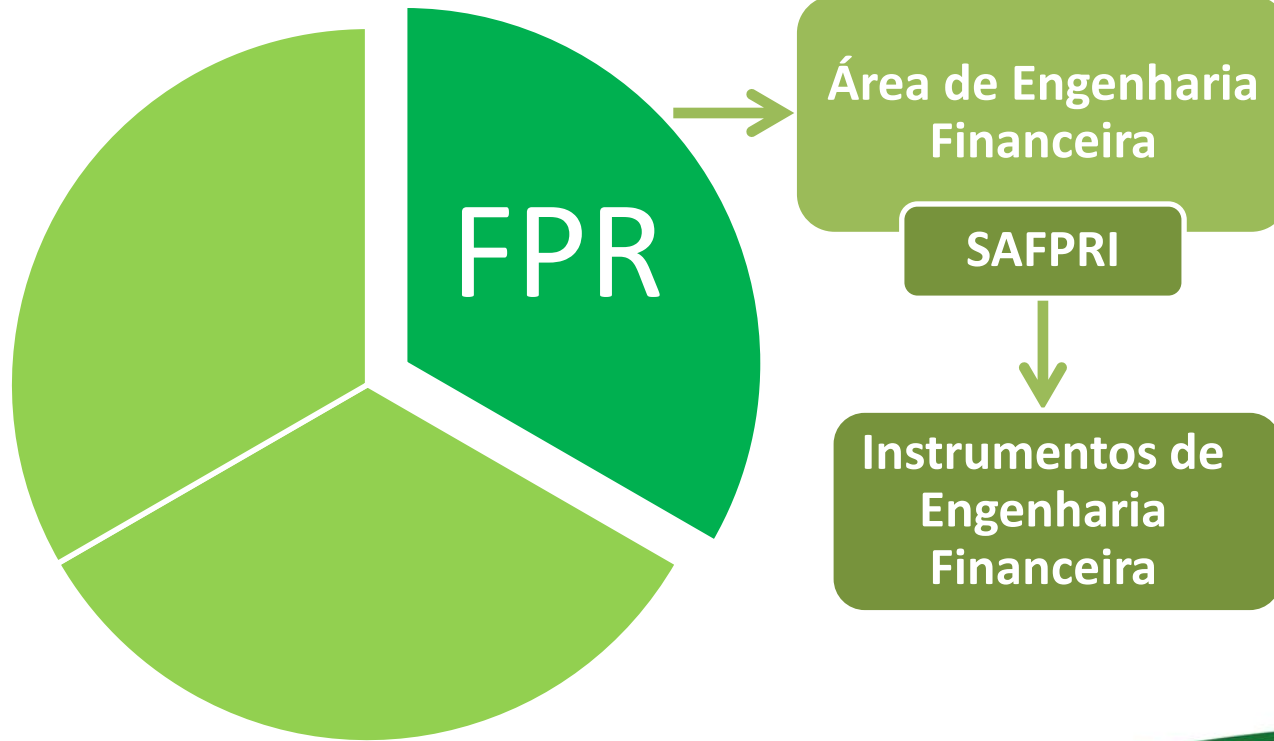 FPR
Área de Engenharia
Financeira
SAFPRI
Instrumentos de
Engenharia
Financeira